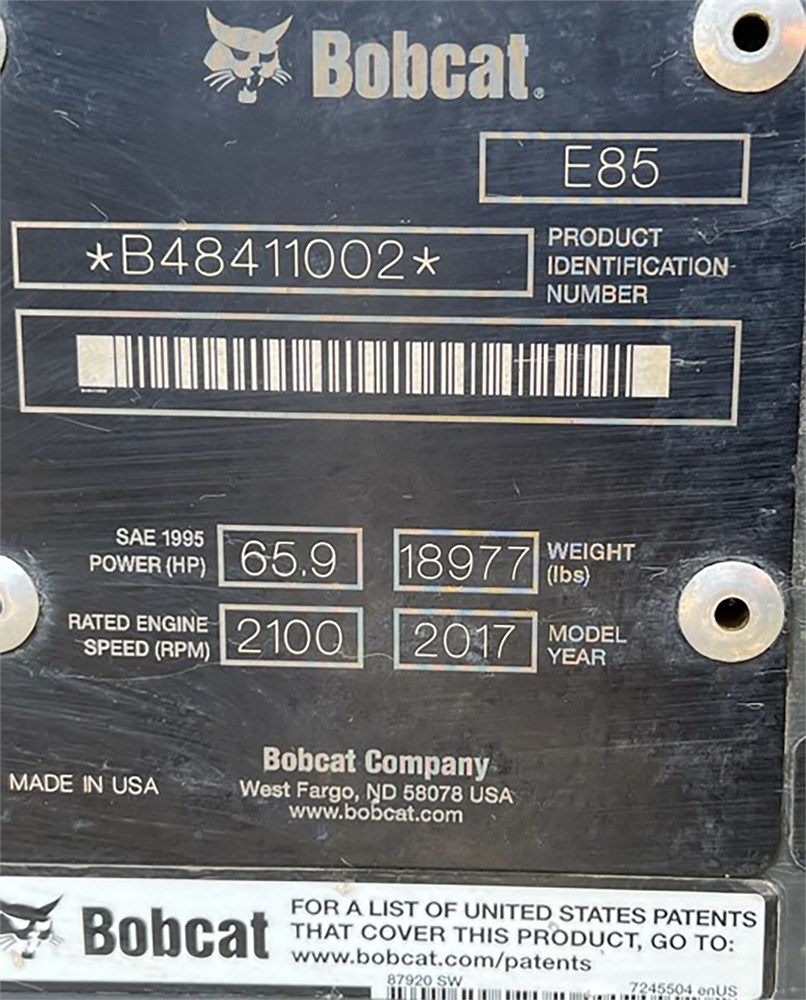 Bobcat.
E85
*B48411002*
PRODUCT
IDENTIFICATION
NUMBER
SAE 1995
POWER (HP)
65.9
18977
WEIGHT
(lbs)
RATED ENGINE
SPEED (RPM)
2100
2017
MODEL
YEAR
MADE IN USA
Bobcat Company
West Fargo, ND 58078 USA
www.bobcat.com
Bobcat
FOR A LIST OF UNITED STATES PATENTS
THAT COVER THIS PRODUCT, GO TO:
www.bobcat.com/patents
87920 SW
7245504 enUS